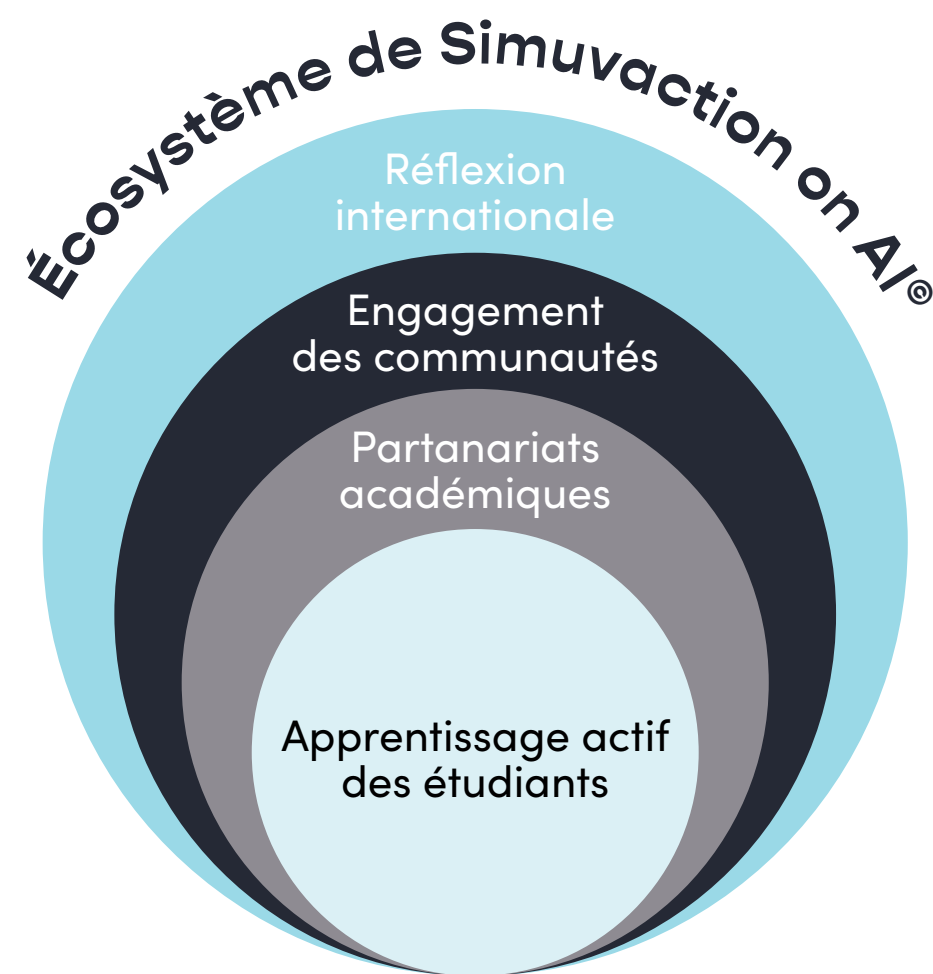 Écosystème de Simuvaction on AI©
Réflexion
internationale
Engagement
des communautés
Partanariats
académiques
Apprentissage actif
des étudiants